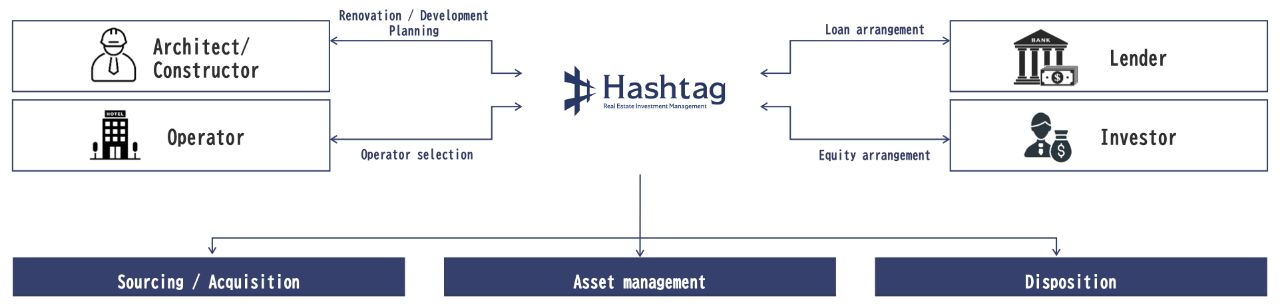 Renovation / Development
Planning
Architect/
Constructor
HOTEL
Operator
Operator selection
Hashtag
Real Estate Investment Management
Loan arrangement
BANK
$
Lender
Equity arrangement
$
Investor
Sourcing / Acquisition
Asset management
Disposition